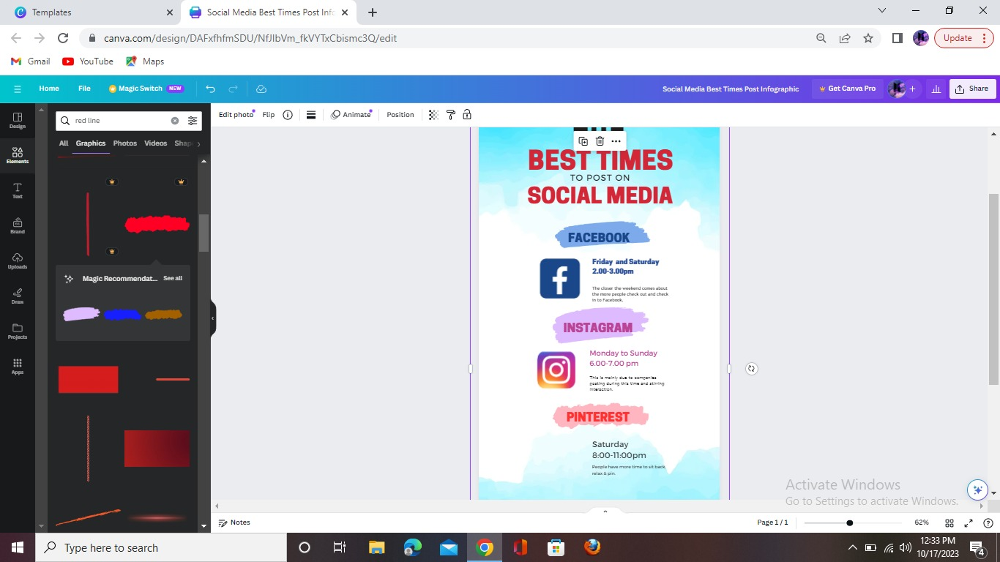 Templates
Social Media Best Times Post Info
canva.com/design/DAFxfhfmSDU/NfJIbVm_fkVYTxCbismc3Q/edit
Update
Gmail
YouTube
Maps
Home
File
Magic Switch
NEW
Social Media Best Times Post Infographic
Get Canva Pro
Share
Design
Elements
Text
Brand
Uploads
Draw
Projects
Apps
red line
All
Graphics
Photos
Videos
Shap
Magic Recommendat...
See all
Edit photo
Flip
Animate
Position
BEST TIMES
TO POST ON
SOCIAL MEDIA
FACEBOOK
Friday and Saturday
2.00-3.00pm
The closer the weekend comes about
the more people check out and check
in to Facebook.
INSTAGRAM
Monday to Sunday
6.00-7.00 pm
This is mainly due to companies
posting during this time and stirring
interaction.
PINTEREST
Saturday
8:00-11:00pm
People have more time to sit back,
relax & pin.
Activate Windows
Go to Settings to activate Windows.
Notes
Page 1 / 1
62%
Type here to search
12:33 PM
10/17/2023
4